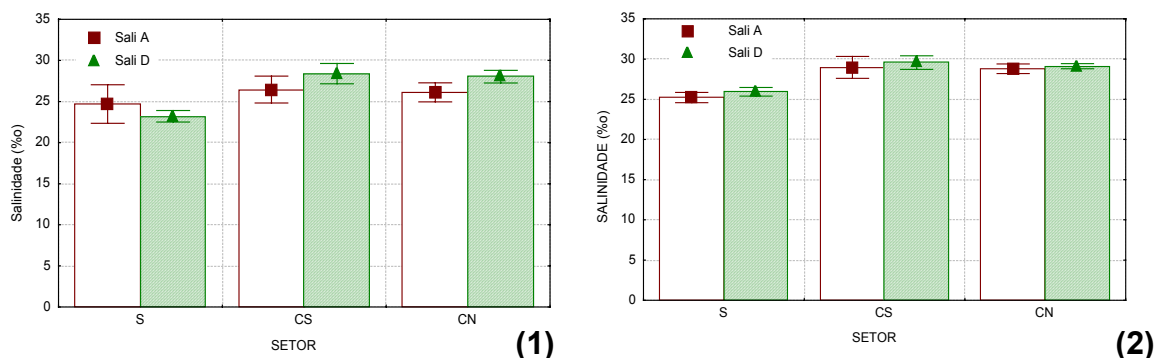 35
30
25
20
15
10
5
0
Salinidade (%o)
Sali A
Sali D
S
CS
CN
SETOR
(1)
35
30
25
20
15
10
5
0
SALINIDADE (%o)
Sali A
Sali D
S
CS
CN
SETOR
(2)